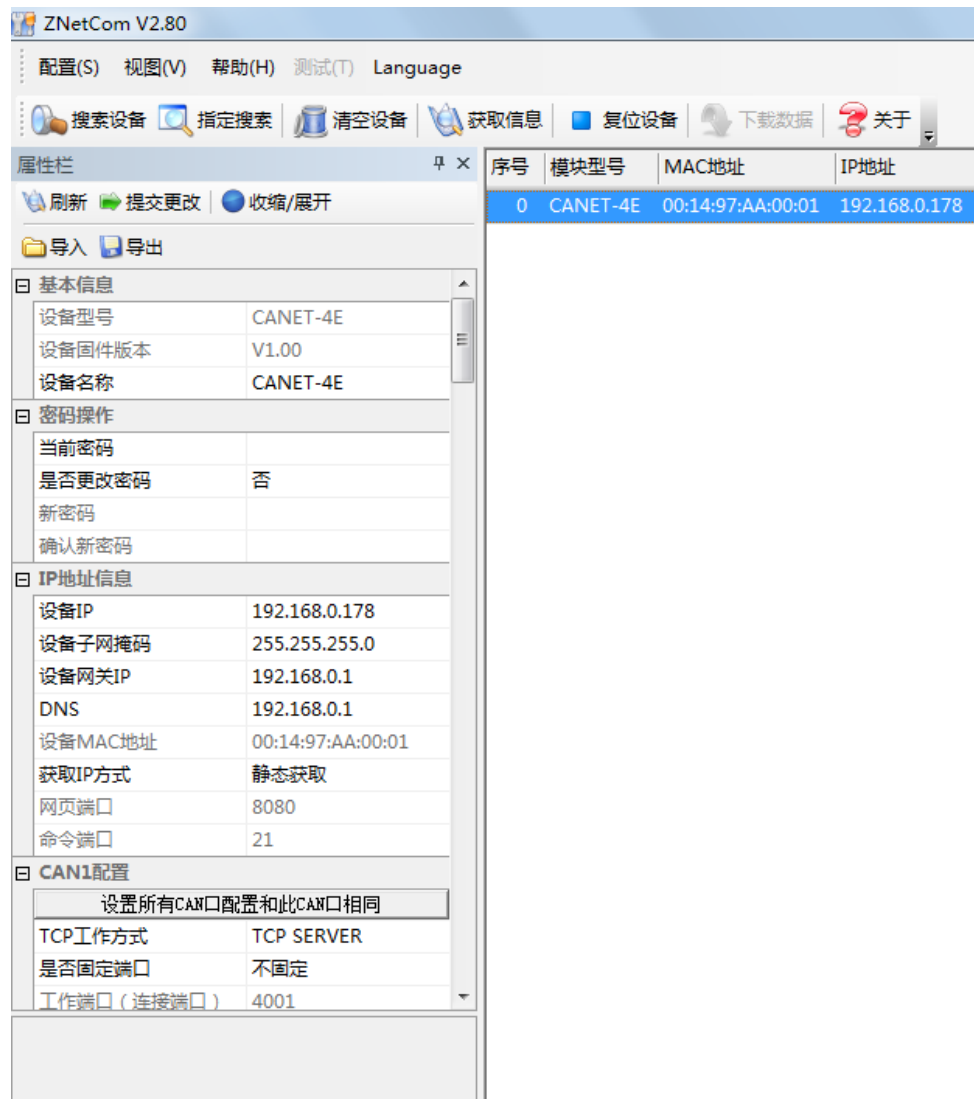 ZNetCom V2.80
配置(S) 视图(V) 帮助(H) 测试(T) Language
搜索设备 指定搜索 清空设备 获取信息 复位设备 下载数据 关于
属性栏
刷新 提交更改 收缩/展开
导入 导出
基本信息
设备型号 CANET-4E
设备固件版本 V1.00
设备名称 CANET-4E
密码操作
当前密码
是否更改密码 否
新密码
确认新密码
IP地址信息
设备IP 192.168.0.178
设备子网掩码 255.255.255.0
设备网关IP 192.168.0.1
DNS 192.168.0.1
设备MAC地址 00:14:97:AA:00:01
获取IP方式 静态获取
网页端口 8080
命令端口 21
CAN1配置
设置所有CAN口配置和此CAN口相同
TCP工作方式 TCP SERVER
是否固定端口 不固定
工作端口（连接端口） 4001
序号 模块型号 MAC地址 IP地址
0 CANET-4E 00:14:97:AA:00:01 192.168.0.178